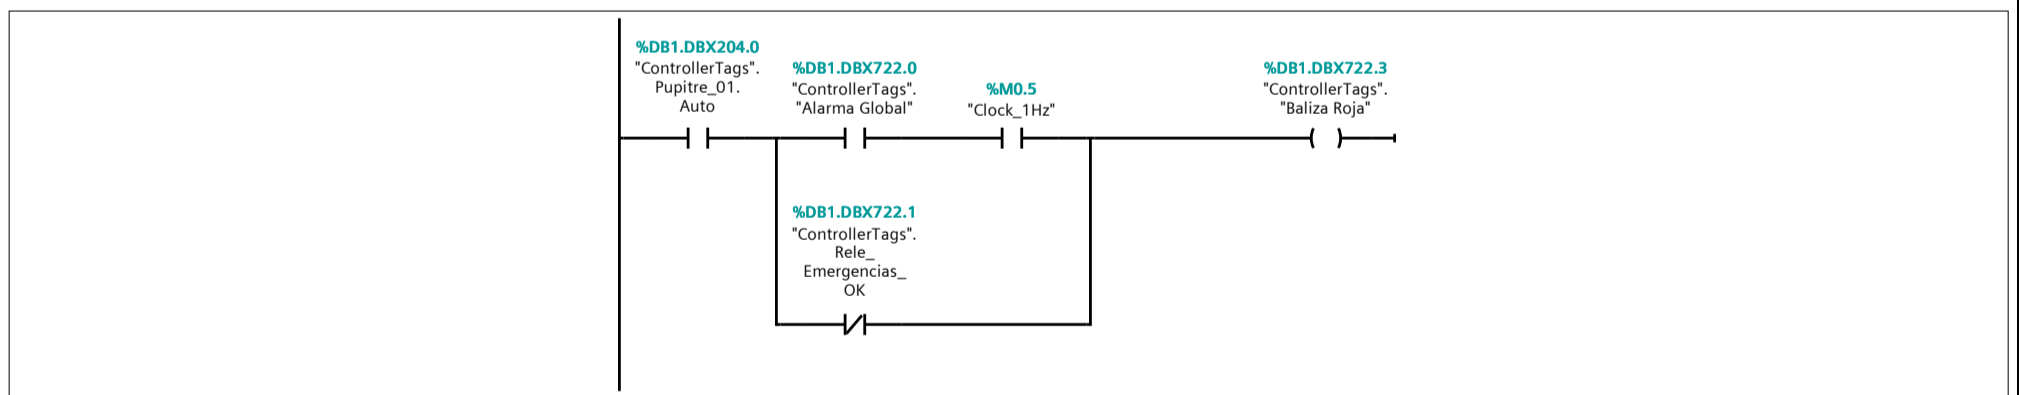 %DB1.DBX204.0
"ControllerTags".
Pupitre_01.
Auto
%DB1.DBX722.0
"ControllerTags".
"Alarma Global"
%M0.5
"Clock_1Hz"
%DB1.DBX722.3
"ControllerTags".
"Baliza Roja"
%DB1.DBX722.1
"ControllerTags".
Rele_
Emergencias_
OK